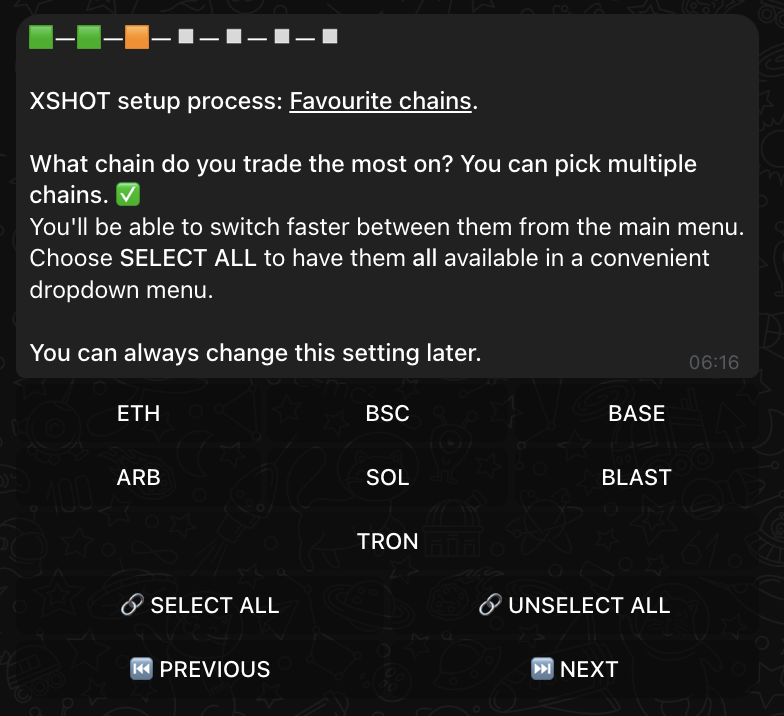 XSHOT setup process: Favourite chains.
What chain do you trade the most on? You can pick multiple
chains. ✅
You'll be able to switch faster between them from the main menu.
Choose SELECT ALL to have them all available in a convenient
dropdown menu.
You can always change this setting later.
06:16
ETH BSC BASE
ARB SOL BLAST
TRON
🔗 SELECT ALL 🔗 UNSELECT ALL
⏮ PREVIOUS ⏭ NEXT